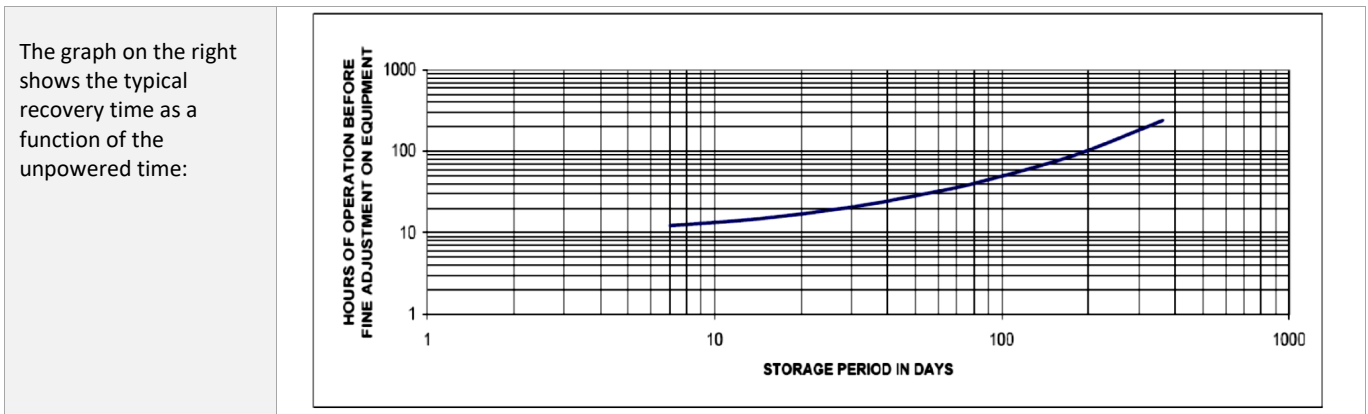 The graph on the right
shows the typical
recovery time as a
function of the
unpowered time:
HOURS OF OPERATION BEFORE
FINE ADJUSTMENT ON EQUIPMENT
1000
100
10
1
1
10
100
1000
STORAGE PERIOD IN DAYS